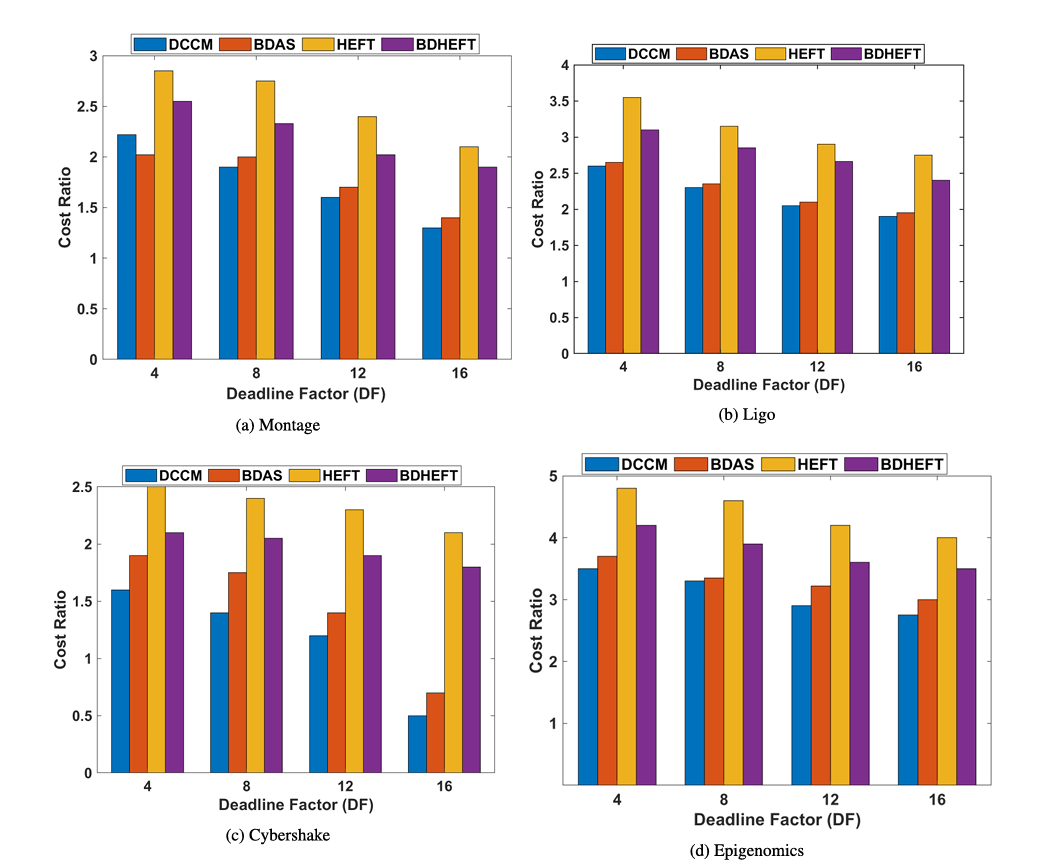 DCCM BDAS HEFT BDHEFT
3
2.5
2
1.5
1
0.5
0
Cost Ratio
4 8 12 16
Deadline Factor (DF)
(a) Montage
DCCM BDAS HEFT BDHEFT
4
3.5
3
2.5
2
1.5
1
0.5
0
Cost Ratio
4 8 12 16
Deadline Factor (DF)
(b) Ligo
DCCM BDAS HEFT BDHEFT
2.5
2
1.5
1
0.5
0
Cost Ratio
4 8 12 16
Deadline Factor (DF)
(c) Cybershake
DCCM BDAS HEFT BDHEFT
5
4
3
2
1
Cost Ratio
4 8 12 16
Deadline Factor (DF)
(d) Epigenomics